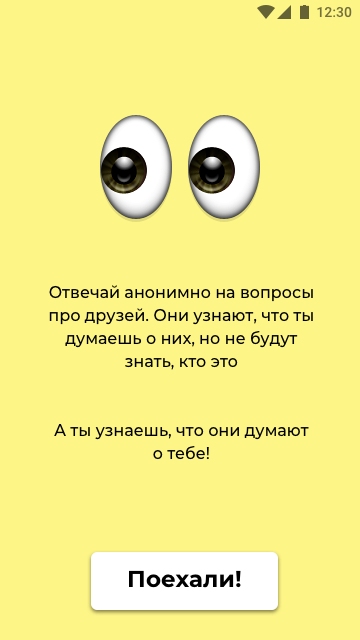 12:30
Отвечай анонимно на вопросы
про друзей. Они узнают, что ты
думаешь о них, но не будут
знать, кто это
А ты узнаешь, что они думают
о тебе!
Поехали!